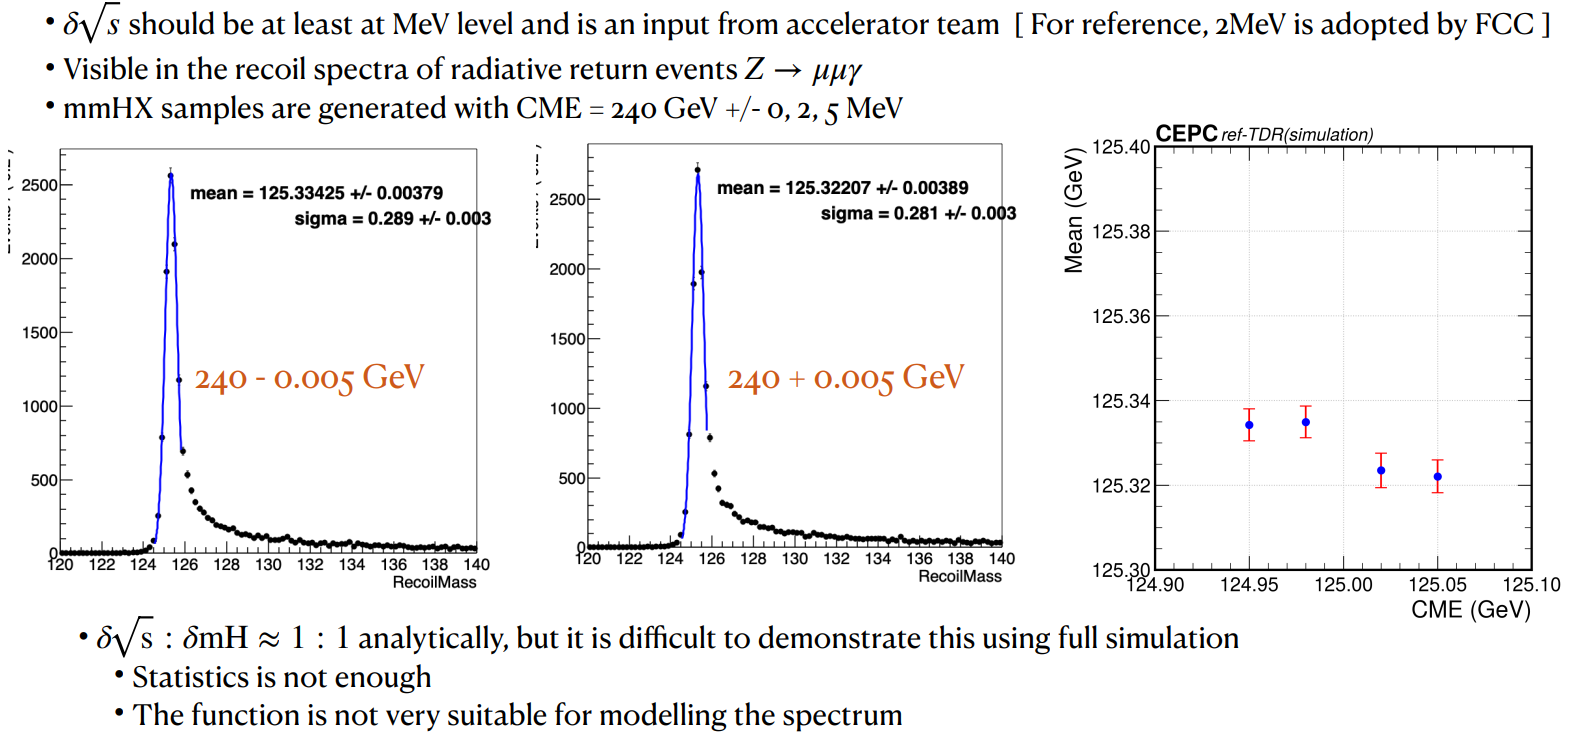 • δ√s should be at least at MeV level and is an input from accelerator team [ For reference, 2MeV is adopted by FCC ]
• Visible in the recoil spectra of radiative return events Z → μμγ
• mmHX samples are generated with CME = 240 GeV +/- 0, 2, 5 MeV
mean = 125.33425 +/- 0.00379
sigma = 0.289 +/- 0.003
240 - 0.005 GeV
2500
2000
1500
1000
500
0
120 122 124 126 128 130 132 134 136 138 140
RecoilMass
mean = 125.32207 +/- 0.00389
sigma = 0.281 +/- 0.003
240 + 0.005 GeV
2500
2000
1500
1000
500
0
120 122 124 126 128 130 132 134 136 138 140
RecoilMass
CEPC ref-TDR(simulation)
Mean (GeV)
125.40
125.38
125.36
125.34
125.32
125.30
124.90 124.95 125.00 125.05 125.10
CME (GeV)
• δ√s : δmH ≈ 1 : 1 analytically, but it is difficult to demonstrate this using full simulation
• Statistics is not enough
• The function is not very suitable for modelling the spectrum